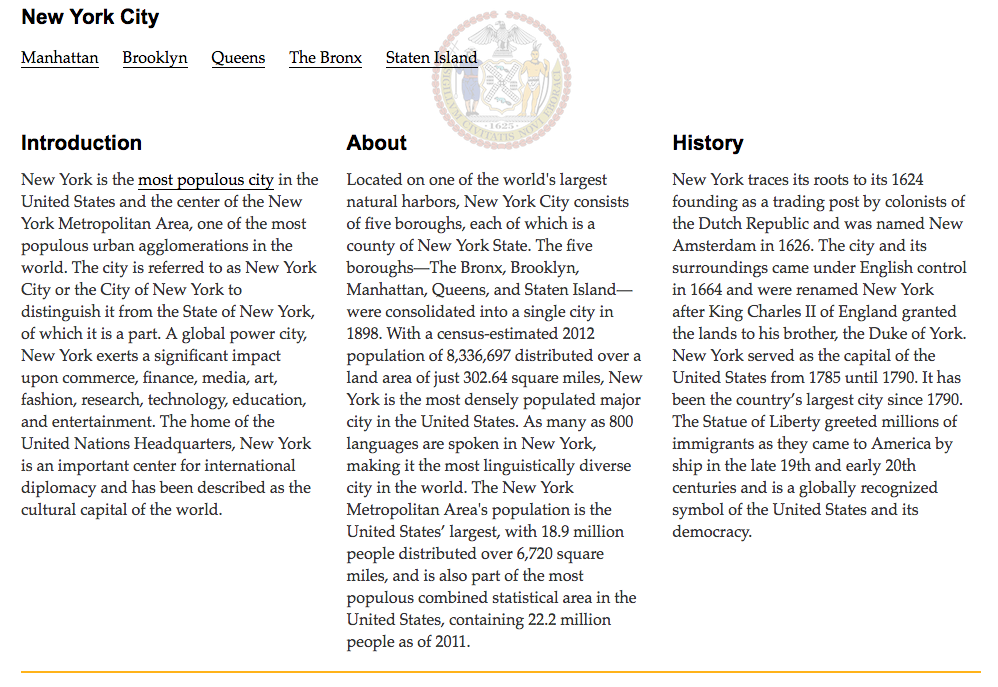 New York City
Manhattan Brooklyn Queens The Bronx Staten Island
SIGILLUM CIVITATIS NOVI EBORACI
·1625·
Introduction
New York is the most populous city in the
United States and the center of the New
York Metropolitan Area, one of the most
populous urban agglomerations in the
world. The city is referred to as New York
City or the City of New York to
distinguish it from the State of New York,
of which it is a part. A global power city,
New York exerts a significant impact
upon commerce, finance, media, art,
fashion, research, technology, education,
and entertainment. The home of the
United Nations Headquarters, New York
is an important center for international
diplomacy and has been described as the
cultural capital of the world.
About
Located on one of the world's largest
natural harbors, New York City consists
of five boroughs, each of which is a
county of New York State. The five
boroughs—The Bronx, Brooklyn,
Manhattan, Queens, and Staten Island—
were consolidated into a single city in
1898. With a census-estimated 2012
population of 8,336,697 distributed over a
land area of just 302.64 square miles, New
York is the most densely populated major
city in the United States. As many as 800
languages are spoken in New York,
making it the most linguistically diverse
city in the world. The New York
Metropolitan Area's population is the
United States’ largest, with 18.9 million
people distributed over 6,720 square
miles, and is also part of the most
populous combined statistical area in the
United States, containing 22.2 million
people as of 2011.
History
New York traces its roots to its 1624
founding as a trading post by colonists of
the Dutch Republic and was named New
Amsterdam in 1626. The city and its
surroundings came under English control
in 1664 and were renamed New York
after King Charles II of England granted
the lands to his brother, the Duke of York.
New York served as the capital of the
United States from 1785 until 1790. It has
been the country’s largest city since 1790.
The Statue of Liberty greeted millions of
immigrants as they came to America by
ship in the late 19th and early 20th
centuries and is a globally recognized
symbol of the United States and its
democracy.